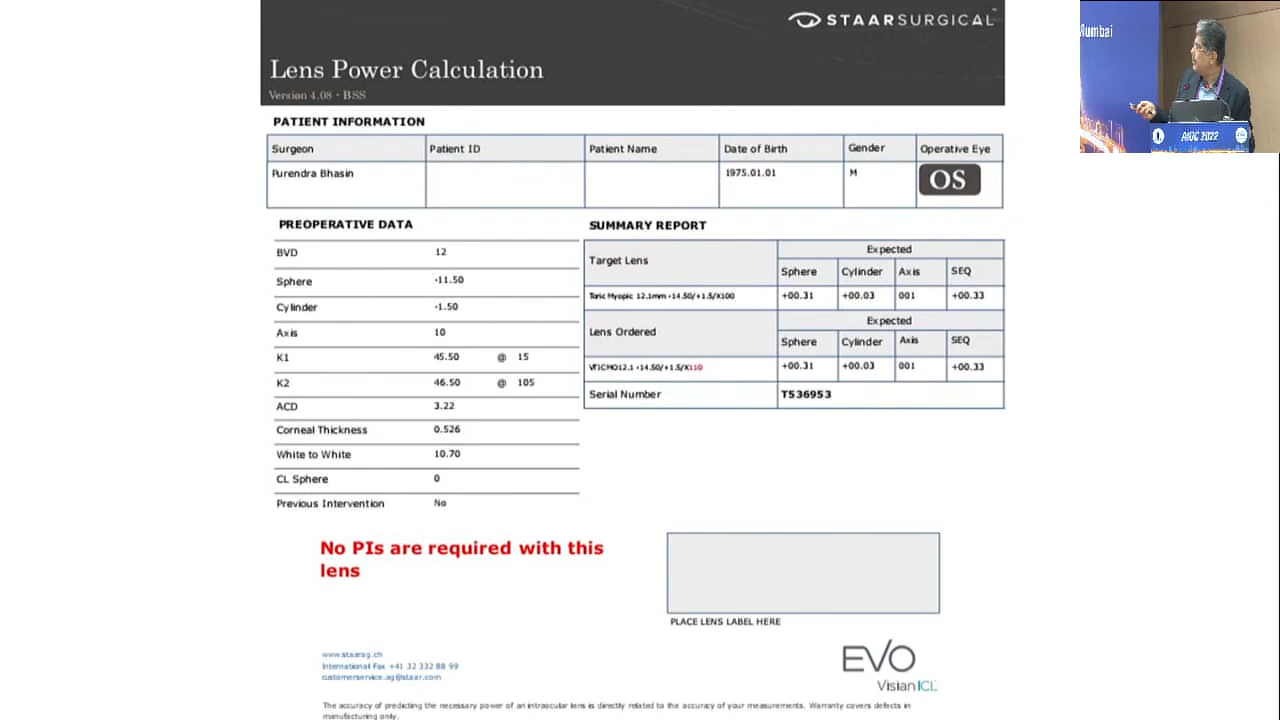 STAARSURGICAL
Lens Power Calculation
Version 4.08 · BSS
Mumbai
AIOC 2022
PATIENT INFORMATION
Surgeon Patient ID Patient Name Date of Birth Gender Operative Eye
Purendra Bhasin 1975.01.01 M OS
PREOPERATIVE DATA
BVD 12
Sphere -11.50
Cylinder -1.50
Axis 10
K1 45.50 @ 15
K2 46.50 @ 105
ACD 3.22
Corneal Thickness 0.526
White to White 10.70
CL Sphere 0
Previous Intervention No
SUMMARY REPORT
Target Lens Expected
Sphere Cylinder Axis SEQ
Toric Myopic 12.1mm -14.50/+1.5/X100 +00.31 +00.03 001 +00.33
Lens Ordered Expected
Sphere Cylinder Axis SEQ
VTICMO12.1 -14.50/+1.5/X110 +00.31 +00.03 001 +00.33
Serial Number T536953
No PIs are required with this
lens
PLACE LENS LABEL HERE
www.staarag.ch
International Fax +41 32 332 88 99
customerservice.ag@staar.com
EVO
Visian ICL
The accuracy of predicting the necessary power of an intraocular lens is directly related to the accuracy of your measurements. Warranty covers defects in
manufacturing only.